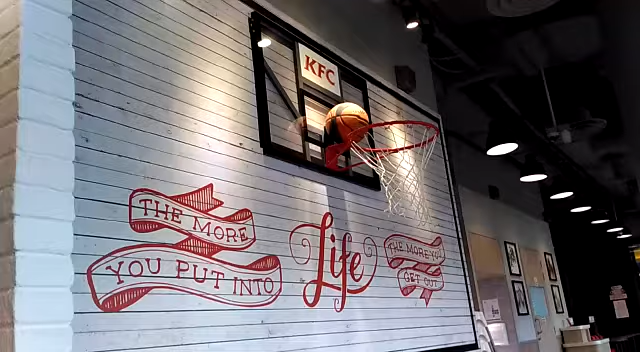 KFC
THE MORE
YOU PUT INTO
Life
THE MORE YOU
GET OUT